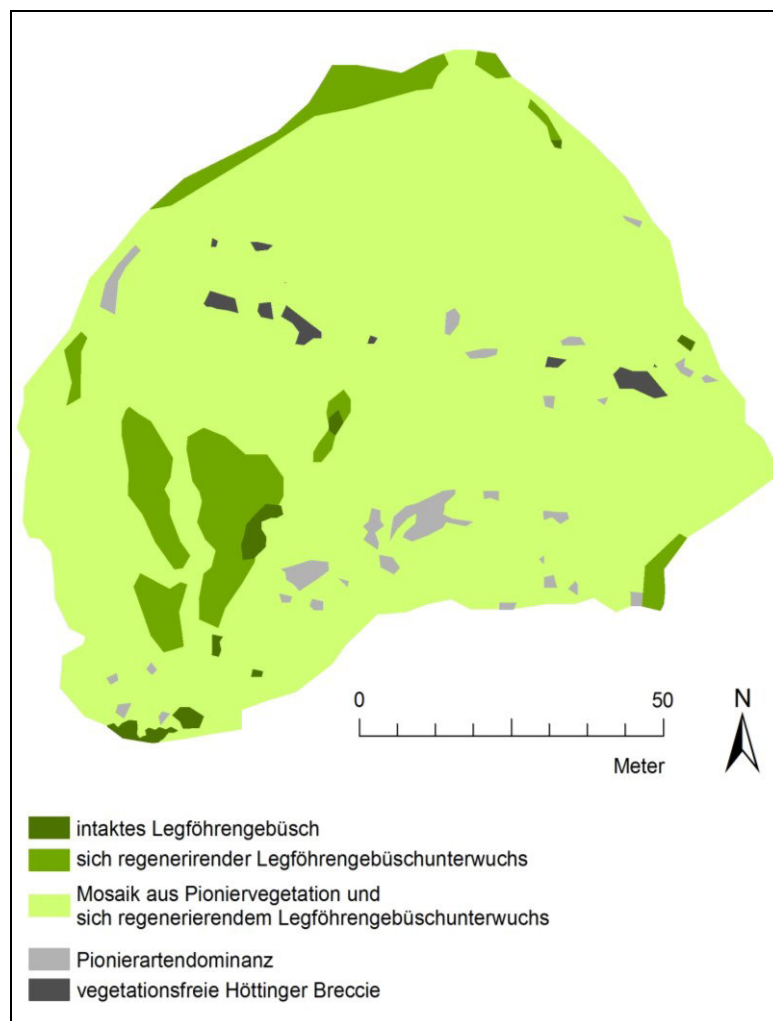 0 50
N
Meter
intaktes Legföhrengebüsch
sich regenerirender Legföhrengebüschunterwuchs
Mosaik aus Pioniervegetation und
sich regenerierendem Legföhrengebüschunterwuchs
Pionierartendominanz
vegetationsfreie Höttinger Breccie